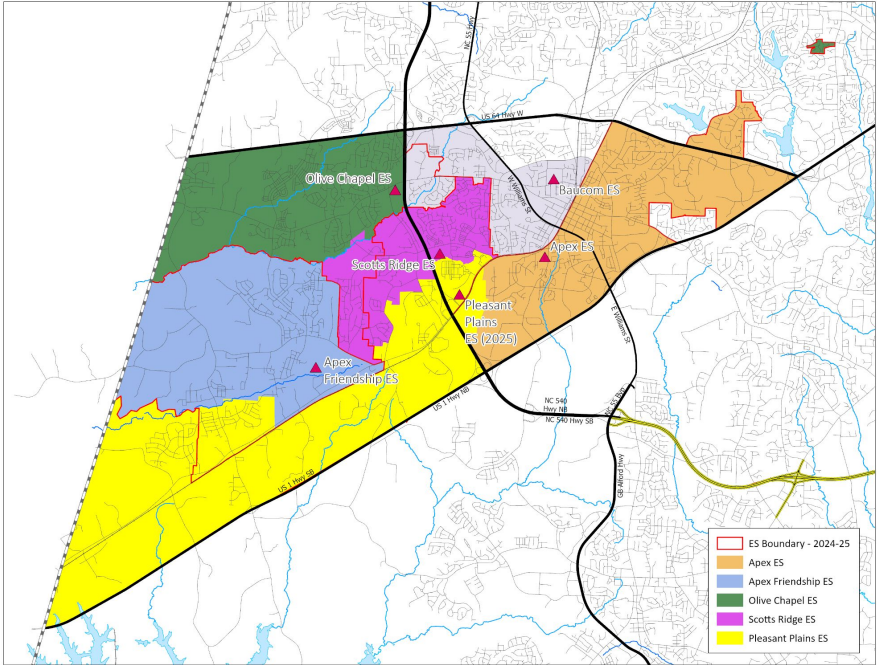 NC 55 Hwy
US 64 Hwy W
Olive Chapel ES
W Williams St
Baucom ES
Apex ES
Scotts Ridge ES
Pleasant
Plains
ES (2025)
E Williams St
Apex
Friendship ES
US 1 Hwy NB
NC 540
Hwy NB
NC 540 Hwy SB
NC 55 Byp
GB Alford Hwy
US 1 Hwy SB
ES Boundary - 2024-25
Apex ES
Apex Friendship ES
Olive Chapel ES
Scotts Ridge ES
Pleasant Plains ES